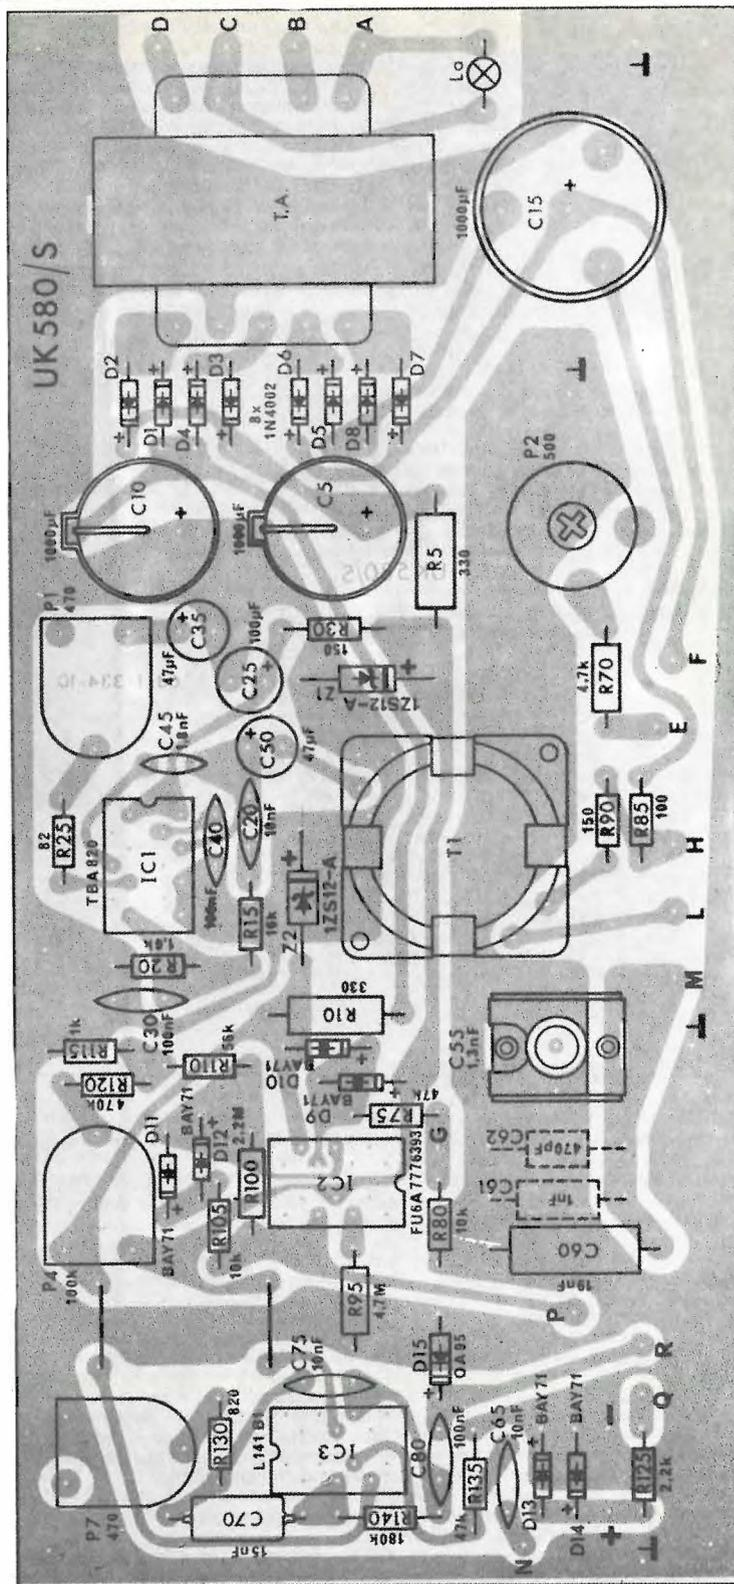 D
C
B
A
La
⊥
T.A.
1000µF
C15
+
UK580/S
D2
D1
D4
D3
8x
1N4002
D6
D5
D8
D7
⊥
1000µF
C10
+
1000µF
C5
+
R5
330
P2
500
P1
470
C35
47µF
C25
100µF
R30
150
Z1
1ZS12-A
4.7k
R70
F
E
C45
1.8nF
C50
47µF
82
R25
TBA820
IC1
C40
100nF
C20
10nF
T1
150
R90
R85
100
H
L
R15
Z2
1ZS12-A
R20
M
⊥
C30
100nF
R10
330
C55
1,3nF
R115
1k
R120
470k
R110
56k
BAY71
D10
BAY71
D9
47k
R75
D11
BAY71
D12
BAY71
2.2M
R100
R105
10k
IC2
FU6A7776393
G
R80
10k
C62
470pF
C61
1nF
C60
P4
100k
R95
4.7M
P
C75
10nF
D15
OA95
R
Q
P7
470
R130
820
L141 B1
IC3
C80
100nF
C65
10nF
BAY71
BAY71
-
C70
15nF
R140
180k
R135
47k
D13
D14
R125
2.2k
N
+
⊥